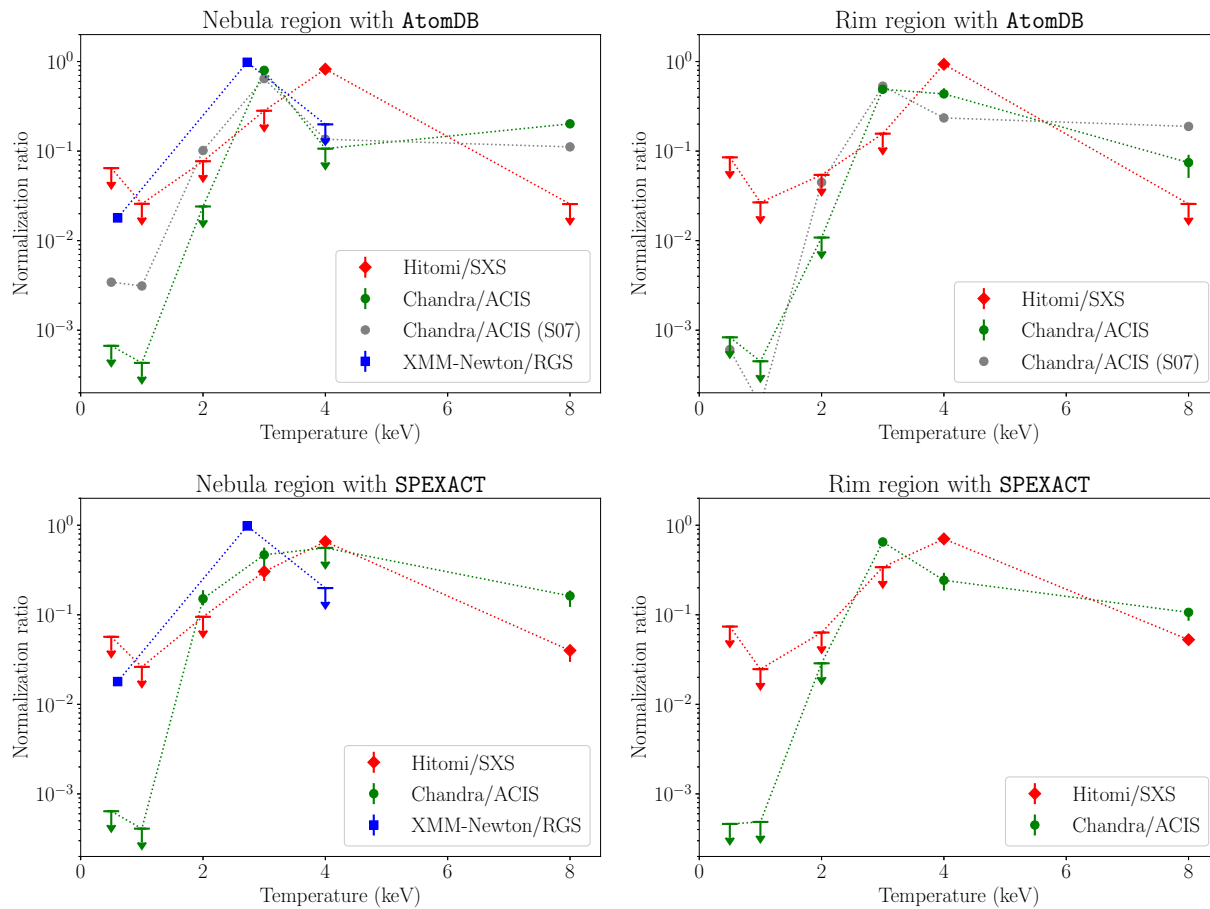 Nebula region with AtomDB
Normalization ratio
10^0
10^-1
10^-2
10^-3
Hitomi/SXS
Chandra/ACIS
Chandra/ACIS (S07)
XMM-Newton/RGS
0 2 4 6 8
Temperature (keV)
Rim region with AtomDB
Normalization ratio
10^0
10^-1
10^-2
10^-3
Hitomi/SXS
Chandra/ACIS
Chandra/ACIS (S07)
0 2 4 6 8
Temperature (keV)
Nebula region with SPEXACT
Normalization ratio
10^0
10^-1
10^-2
10^-3
Hitomi/SXS
Chandra/ACIS
XMM-Newton/RGS
0 2 4 6 8
Temperature (keV)
Rim region with SPEXACT
Normalization ratio
10^0
10^-1
10^-2
10^-3
Hitomi/SXS
Chandra/ACIS
0 2 4 6 8
Temperature (keV)